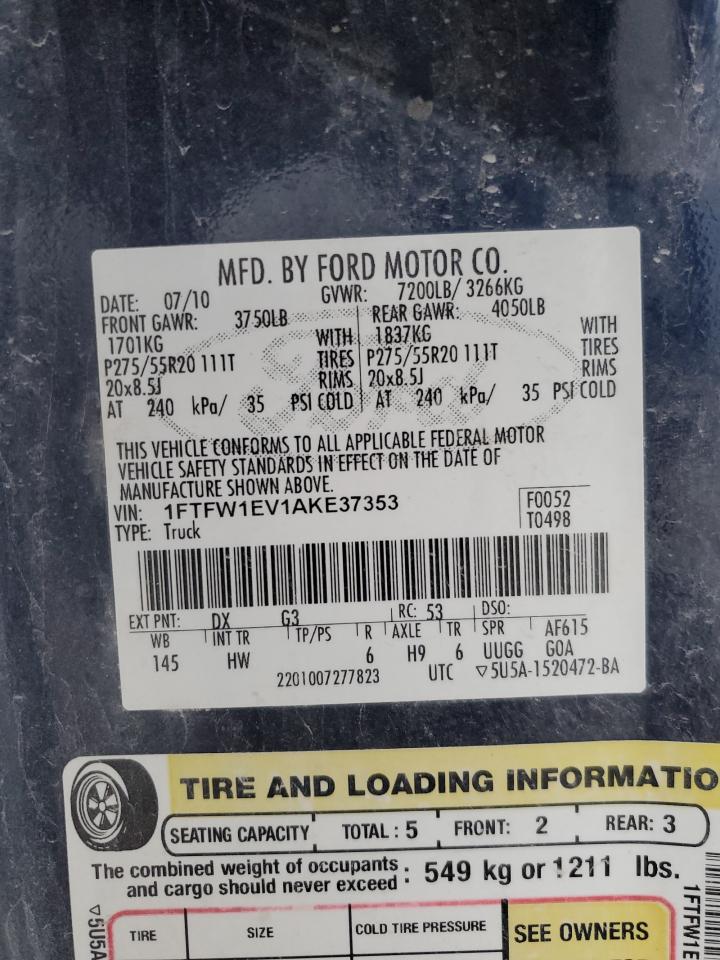 MFD. BY FORD MOTOR CO.
DATE: 07/10 GVWR: 7200LB/ 3266KG
FRONT GAWR: 3750LB REAR GAWR: 4050LB
1701KG WITH 1837KG WITH
P275/55R20 111T TIRES P275/55R20 111T TIRES
20x8.5J RIMS 20x8.5J RIMS
AT 240 kPa/ 35 PSI COLD AT 240 kPa/ 35 PSI COLD
THIS VEHICLE CONFORMS TO ALL APPLICABLE FEDERAL MOTOR
VEHICLE SAFETY STANDARDS IN EFFECT ON THE DATE OF
MANUFACTURE SHOWN ABOVE.
VIN: 1FTFW1EV1AKE37353 F0052
TYPE: Truck T0498
EXT PNT: DX G3 RC: 53 DSO:
WB INT TR TP/PS R AXLE TR SPR AF615
145 HW 6 H9 6 UUGG GOA
2201007277823 UTC ▽5U5A-1520472-BA
TIRE AND LOADING INFORMATIO
SEATING CAPACITY TOTAL : 5 FRONT: 2 REAR: 3
The combined weight of occupants
and cargo should never exceed : 549 kg or 1211 lbs.
TIRE SIZE COLD TIRE PRESSURE SEE OWNERS
▽5U5A
1FTFW1E